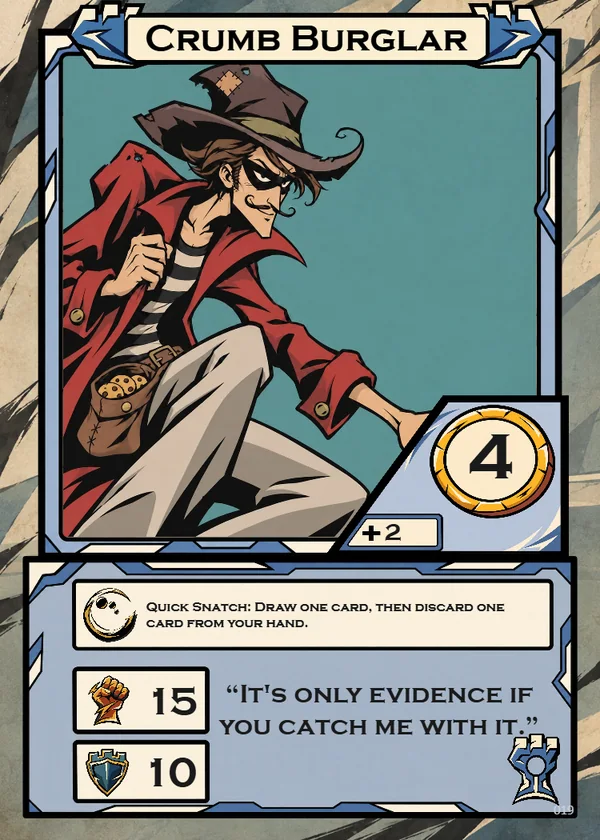 Crumb Burglar
4
+2
Quick Snatch: Draw one card, then discard one
card from your hand.
15
“It's only evidence if
you catch me with it.”
10
019